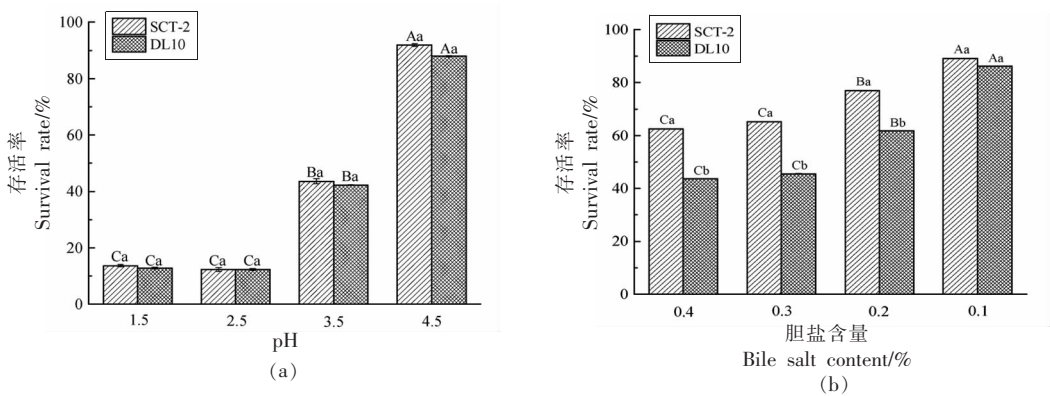 100
80
60
40
20
0
存活率
Survival rate/%
SCT-2
DL10
Ca Ca
Ca Ca
Ba Ba
Aa Aa
1.5 2.5 3.5 4.5
pH
(a)
100
80
60
40
20
0
存活率
Survival rate/%
SCT-2
DL10
Ca Cb
Ca Cb
Ba Bb
Aa Aa
0.4 0.3 0.2 0.1
胆盐含量
Bile salt content/%
(b)